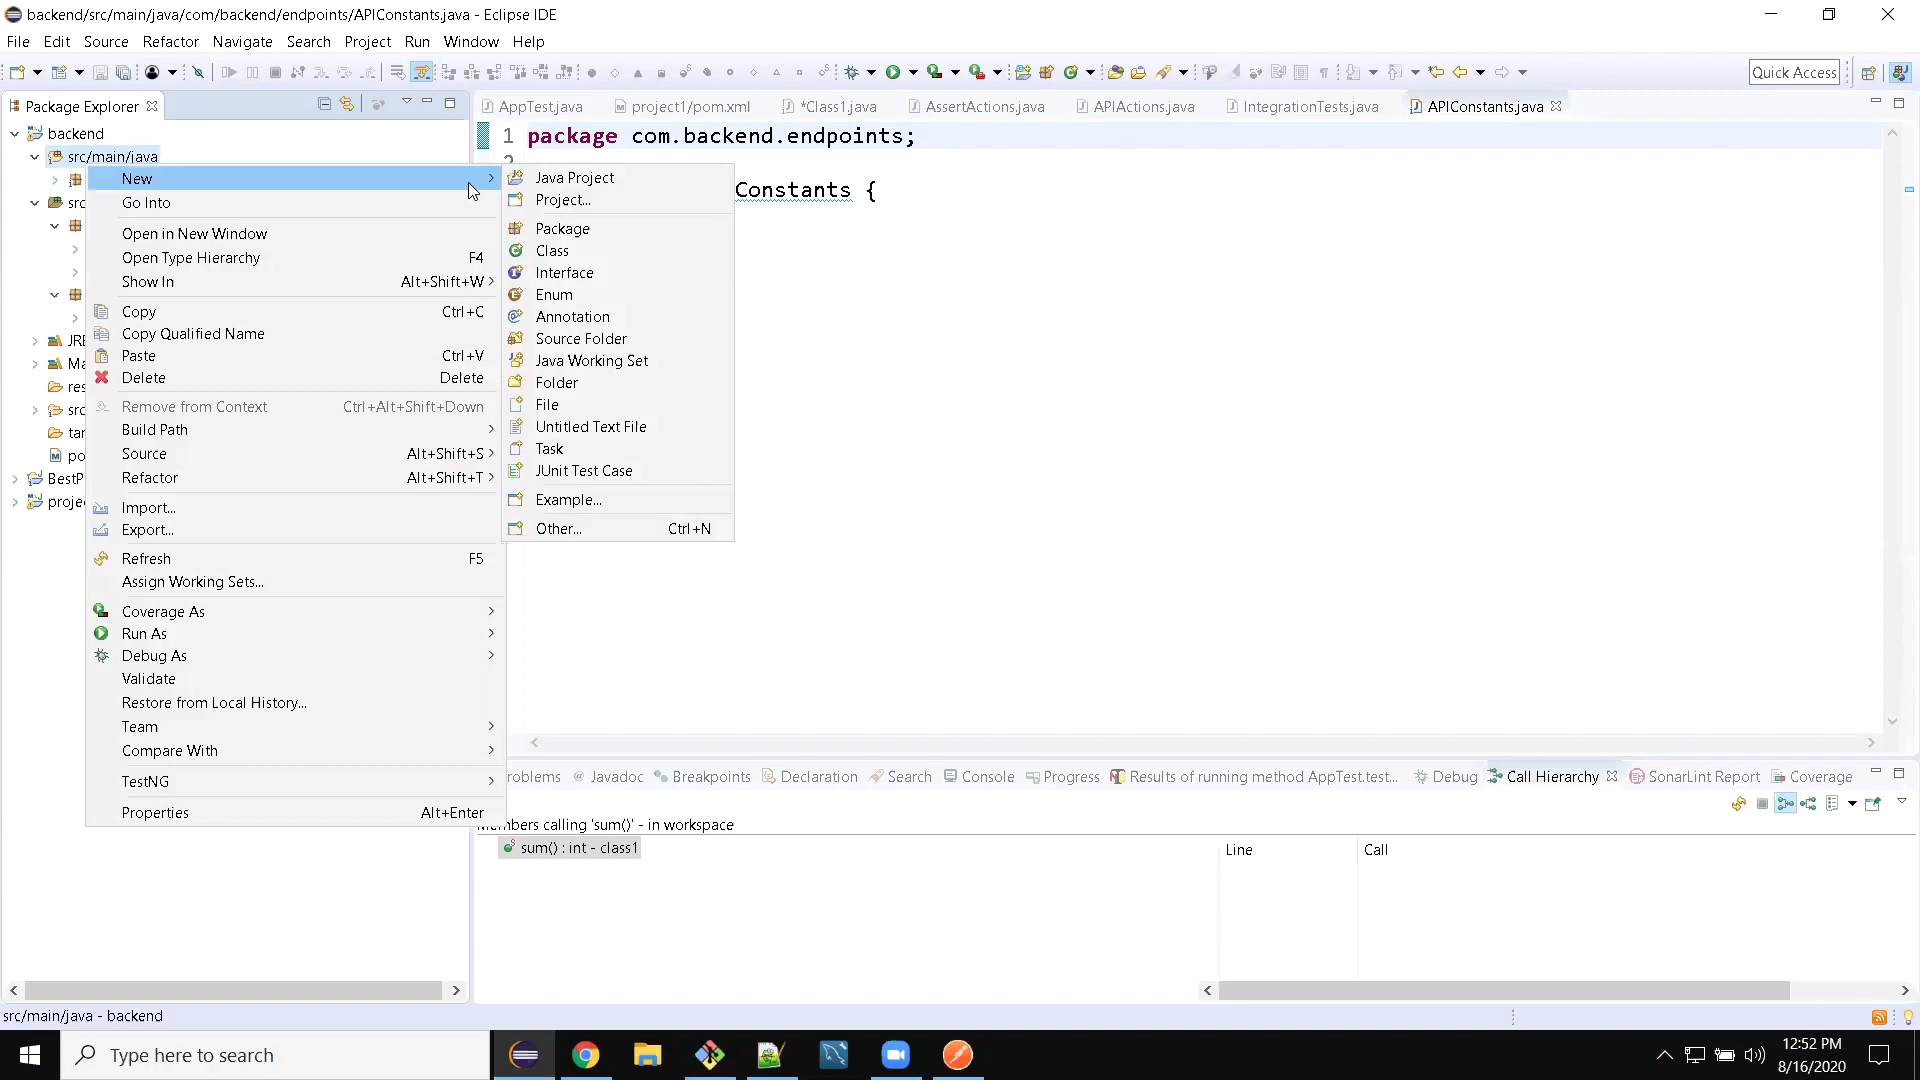 backend/src/main/java/com/backend/endpoints/APIConstants.java - Eclipse IDE
File Edit Source Refactor Navigate Search Project Run Window Help
Quick Access
Package Explorer
AppTest.java project1/pom.xml *Class1.java AssertActions.java APIActions.java IntegrationTests.java APIConstants.java
backend
src/main/java
src
src
BestP
1 package com.backend.endpoints;
Constants {
New
Go Into
Open in New Window
Open Type Hierarchy F4
Show In Alt+Shift+W
Copy Ctrl+C
Copy Qualified Name
Paste Ctrl+V
Delete Delete
Remove from Context Ctrl+Alt+Shift+Down
Build Path
Source Alt+Shift+S
Refactor Alt+Shift+T
Import...
Export...
Refresh F5
Assign Working Sets...
Coverage As
Run As
Debug As
Validate
Restore from Local History...
Team
Compare With
TestNG
Properties Alt+Enter
Java Project
Project...
Package
Class
Interface
Enum
Annotation
Source Folder
Java Working Set
Folder
File
Untitled Text File
Task
JUnit Test Case
Example...
Other... Ctrl+N
roblems Javadoc Breakpoints Declaration Search Console Progress Results of running method AppTest.test... Debug Call Hierarchy SonarLint Report Coverage
Members calling 'sum()' - in workspace
sum() : int - class1
Line Call
src/main/java - backend
Type here to search
12:52 PM
8/16/2020